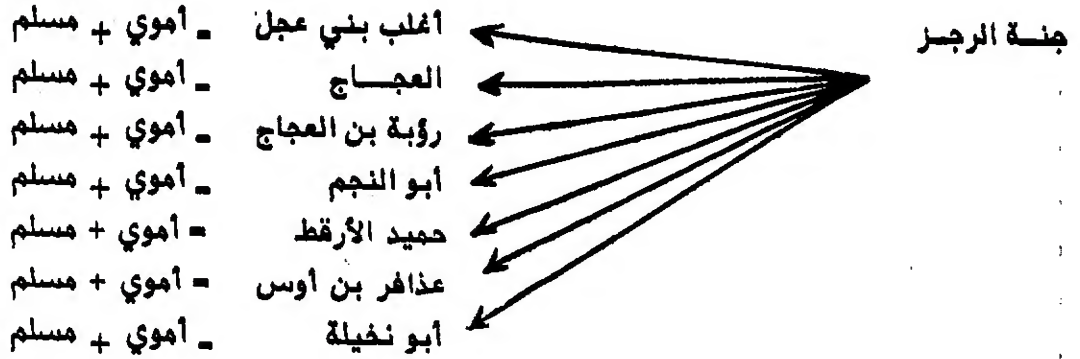 جنة الرجز
أغلب بني عجل = أموي + مسلم
العجاج = أموي + مسلم
رؤبة بن العجاج = أموي + مسلم
أبو النجم = أموي + مسلم
حميد الأرقط = أموي + مسلم
عذافر بن أوس = أموي + مسلم
أبو نخيلة = أموي + مسلم